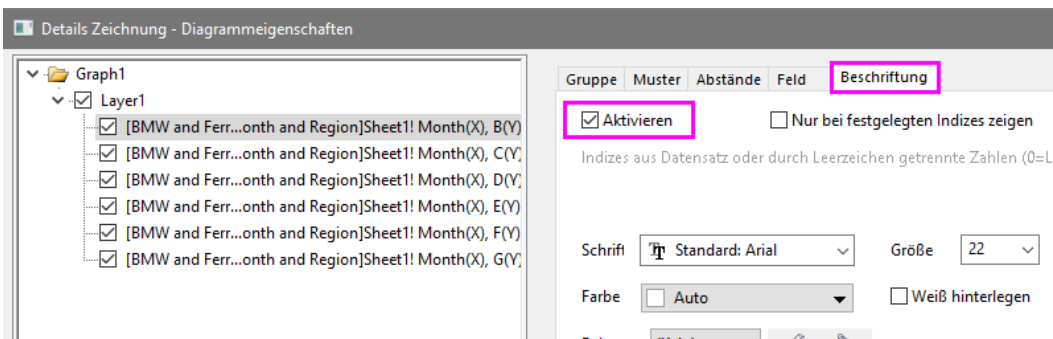 Details Zeichnung - Diagrammeigenschaften
Graph1
Layer1
[BMW and Ferr...onth and Region]Sheet1! Month(X), B(Y)
[BMW and Ferr...onth and Region]Sheet1! Month(X), C(Y)
[BMW and Ferr...onth and Region]Sheet1! Month(X), D(Y)
[BMW and Ferr...onth and Region]Sheet1! Month(X), E(Y)
[BMW and Ferr...onth and Region]Sheet1! Month(X), F(Y)
[BMW and Ferr...onth and Region]Sheet1! Month(X), G(Y)
Gruppe Muster Abstände Feld Beschriftung
Aktivieren Nur bei festgelegten Indizes zeigen
Indizes aus Datensatz oder durch Leerzeichen getrennte Zahlen (0=L
Schrift Standard: Arial Größe 22
Farbe Auto Weiß hinterlegen